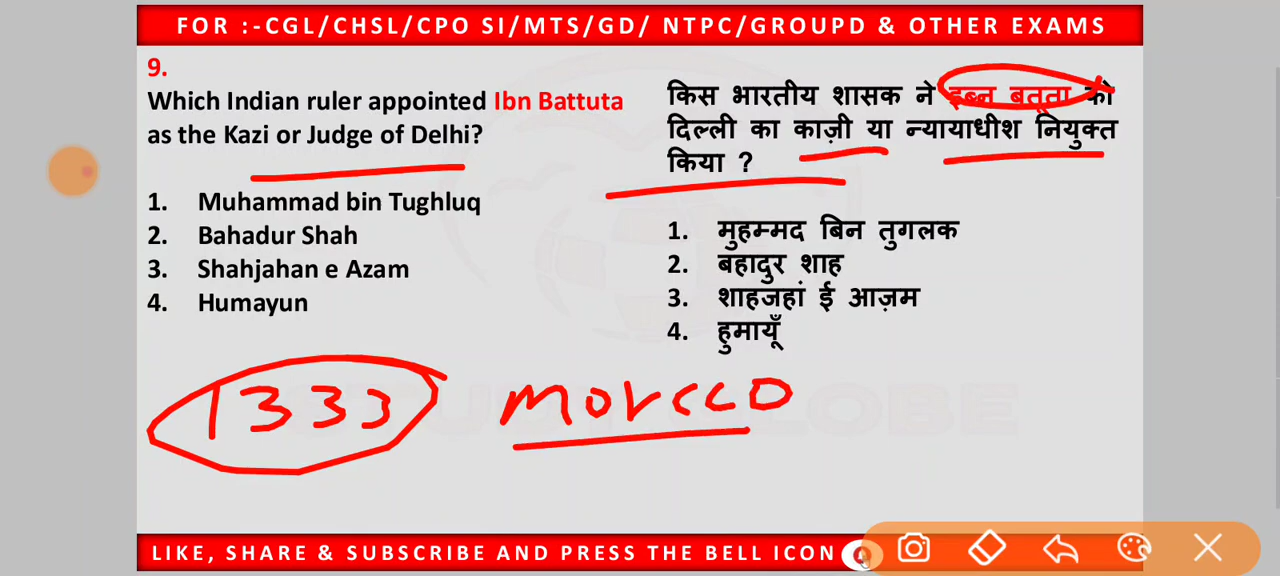 FOR :-CGL/CHSL/CPO SI/MTS/GD/ NTPC/GROUPD & OTHER EXAMS
9.
Which Indian ruler appointed Ibn Battuta
as the Kazi or Judge of Delhi?
1. Muhammad bin Tughluq
2. Bahadur Shah
3. Shahjahan e Azam
4. Humayun
किस भारतीय शासक ने इब्न बतूता को
दिल्ली का काज़ी या न्यायाधीश नियुक्त
किया ?
1. मुहम्मद बिन तुगलक
2. बहादुर शाह
3. शाहजहां ई आज़म
4. हुमायूँ
1333 morcco
LIKE, SHARE & SUBSCRIBE AND PRESS THE BELL ICON